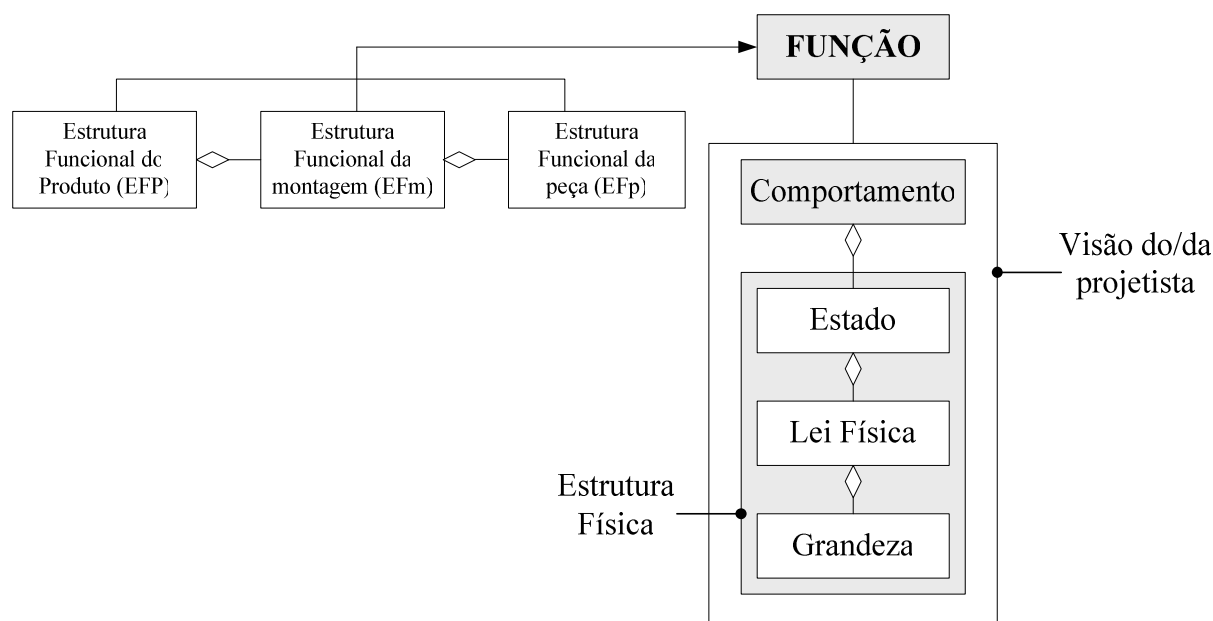 FUNÇÃO
Estrutura
Funcional do
Produto (EFP)
Estrutura
Funcional da
montagem (EFm)
Estrutura
Funcional da
peça (EFp)
Comportamento
Visão do/da
projetista
Estado
Lei Física
Estrutura
Física
Grandeza